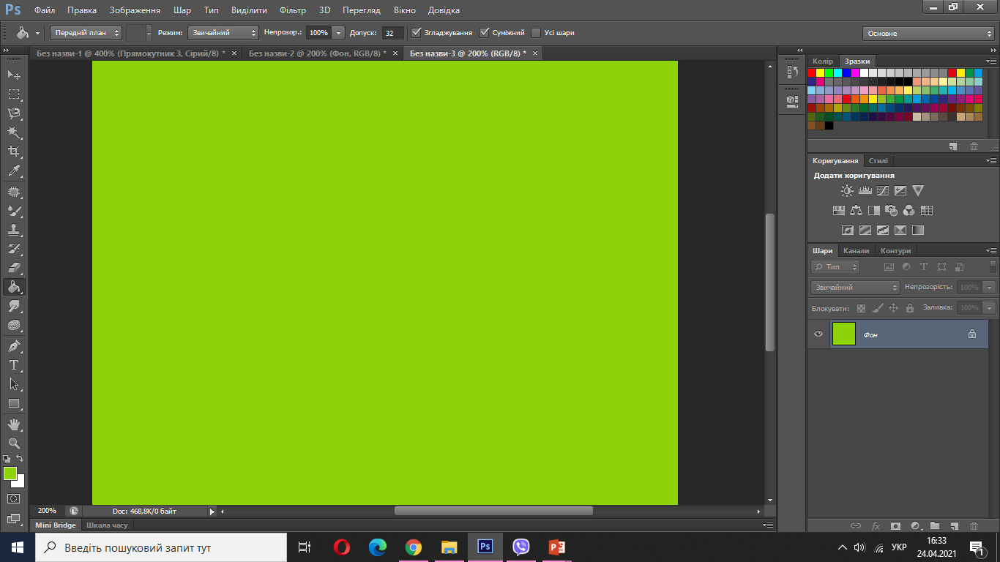 Ps Файл Правка Зображення Шар Тип Виділити Фільтр 3D Перегляд Вікно Довідка
Передній план Режим: Звичайний Непрозор.: 100% Допуск: 32 Згладжування Суміжний Усі шари Основне
Без назви-1 @ 400% (Прямокутник 3, Сірий/8) * × Без назви-2 @ 200% (Фон, RGB/8) * × Без назви-3 @ 200% (RGB/8) * ×
Колір Зразки
Коригування Стилі
Додати коригування
Шари Канали Контури
Тип
Звичайний Непрозорість: 100%
Блокувати: Заливка: 100%
Фон
200% Doc: 468,8K/0 байт
Mini Bridge Шкала часу
Введіть пошуковий запит тут
Ps
УКР
16:33
24.04.2021
1